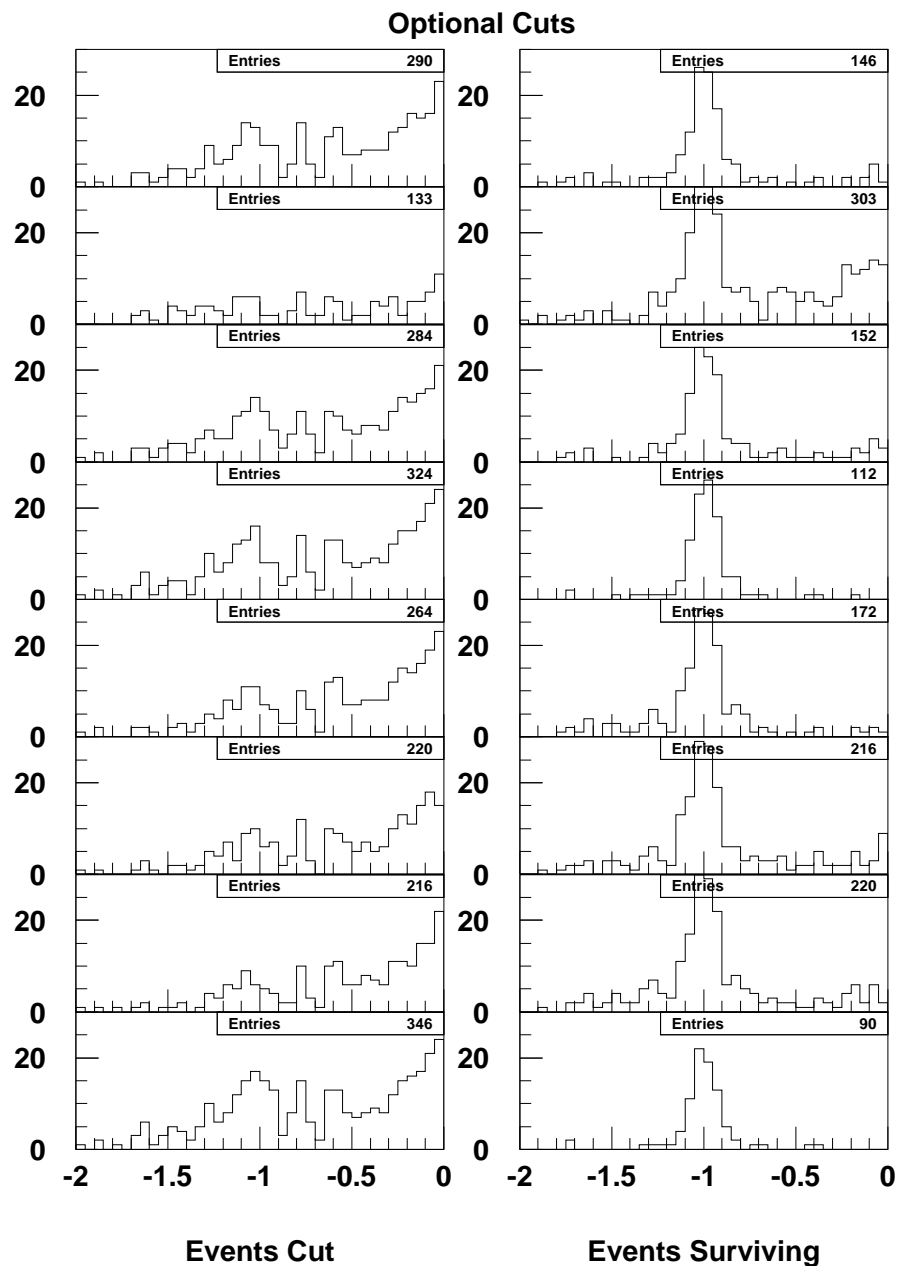 Optional Cuts
Entries 290 Entries 146
20 20
0 0
Entries 133 Entries 303
20 20
0 0
Entries 284 Entries 152
20 20
0 0
Entries 324 Entries 112
20 20
0 0
Entries 264 Entries 172
20 20
0 0
Entries 220 Entries 216
20 20
0 0
Entries 216 Entries 220
20 20
0 0
Entries 346 Entries 90
20 20
0 0
-2 -1.5 -1 -0.5 0 -2 -1.5 -1 -0.5 0
Events Cut Events Surviving